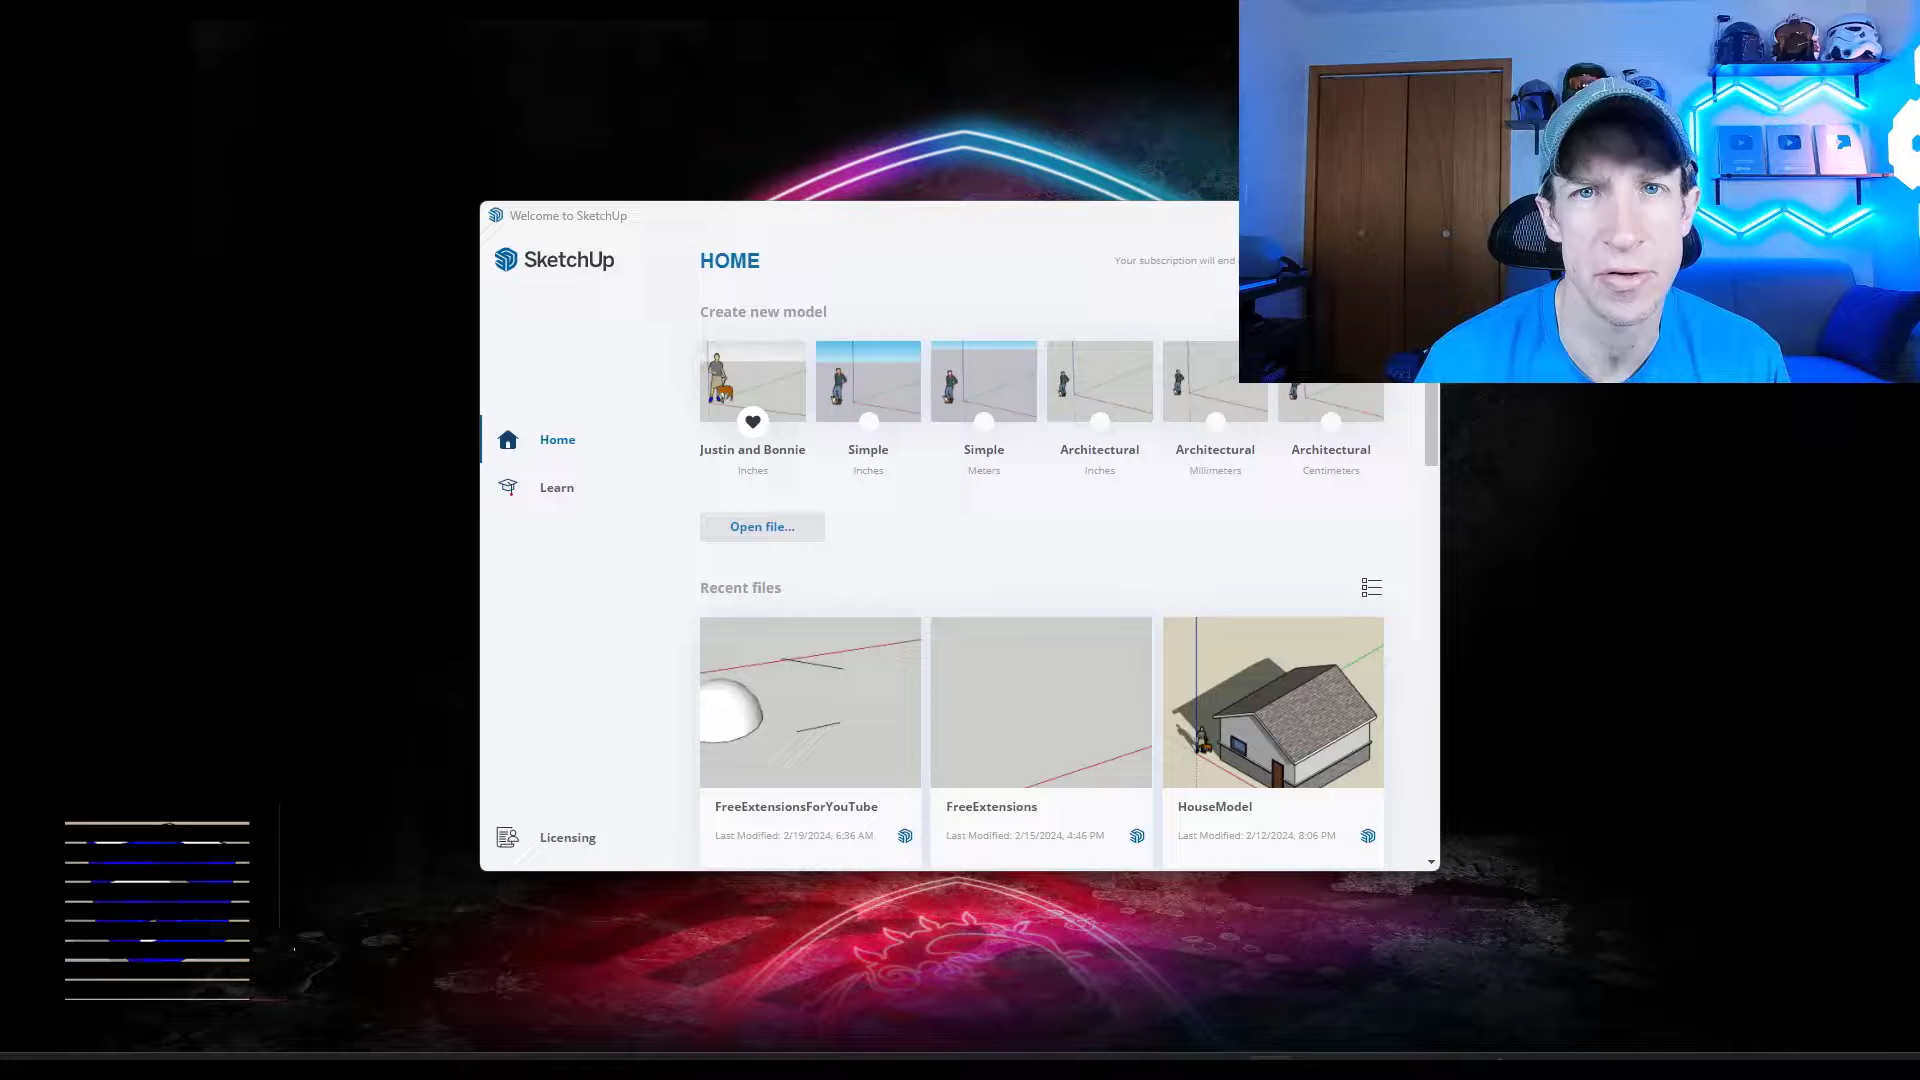 Welcome to SketchUp
SketchUp
HOME
Your subscription will end
Create new model
Justin and Bonnie
Inches
Simple
Inches
Simple
Meters
Architectural
Inches
Architectural
Millimeters
Architectural
Centimeters
Home
Learn
Open file...
Recent files
FreeExtensionsForYouTube
Last Modified: 2/19/2024, 6:36 AM
FreeExtensions
Last Modified: 2/15/2024, 4:46 PM
HouseModel
Last Modified: 2/12/2024, 8:06 PM
Licensing